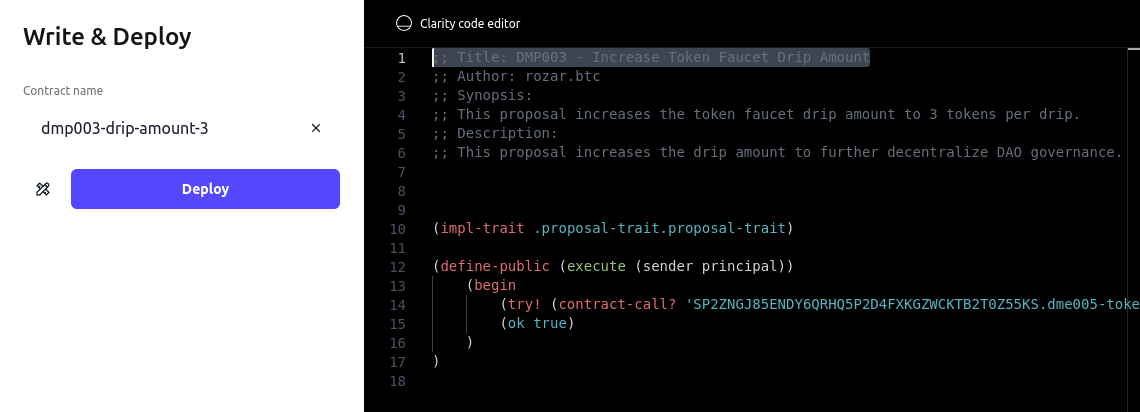 Write & Deploy
Contract name
dmp003-drip-amount-3
Deploy
Clarity code editor
1 ;; Title: DMP003 - Increase Token Faucet Drip Amount
2 ;; Author: rozar.btc
3 ;; Synopsis:
4 ;; This proposal increases the token faucet drip amount to 3 tokens per drip.
5 ;; Description:
6 ;; This proposal increases the drip amount to further decentralize DAO governance.
7
8
9
10 (impl-trait .proposal-trait.proposal-trait)
11
12 (define-public (execute (sender principal))
13 (begin
14 (try! (contract-call? 'SP2ZNGJ85ENDY6QRHQ5P2D4FXKGZWCKTB2T0Z55KS.dme005-toke
15 (ok true)
16 )
17 )
18